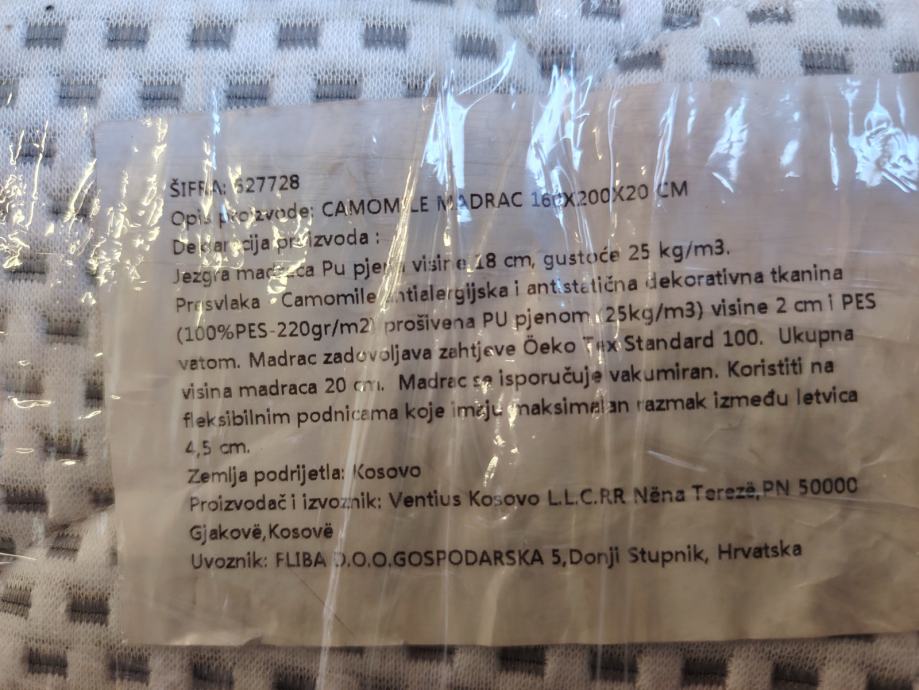 ŠIFRA: 627728
Opis proizvode: CAMOMILE MADRAC 160X200X20 CM
Deklaracija proizvoda :
Jezgra madraca Pu pjena visine 18 cm, gustoće 25 kg/m3.
Presvlaka : Camomile antialergijska i antistatična dekorativna tkanina
(100%PES-220gr/m2) prošivena PU pjenom (25kg/m3) visine 2 cm i PES
vatom. Madrac zadovoljava zahtjeve Öeko Tex Standard 100. Ukupna
visina madraca 20 cm. Madrac se isporučuje vakumiran. Koristiti na
fleksibilnim podnicama koje imaju maksimalan razmak između letvica
4,5 cm.
Zemlja podrijetla: Kosovo
Proizvođač i izvoznik: Ventius Kosovo L.L.C.RR Nëna Terezë,PN 50000
Gjakovë,Kosovë
Uvoznik: FLIBA D.O.O.GOSPODARSKA 5,Donji Stupnik, Hrvatska